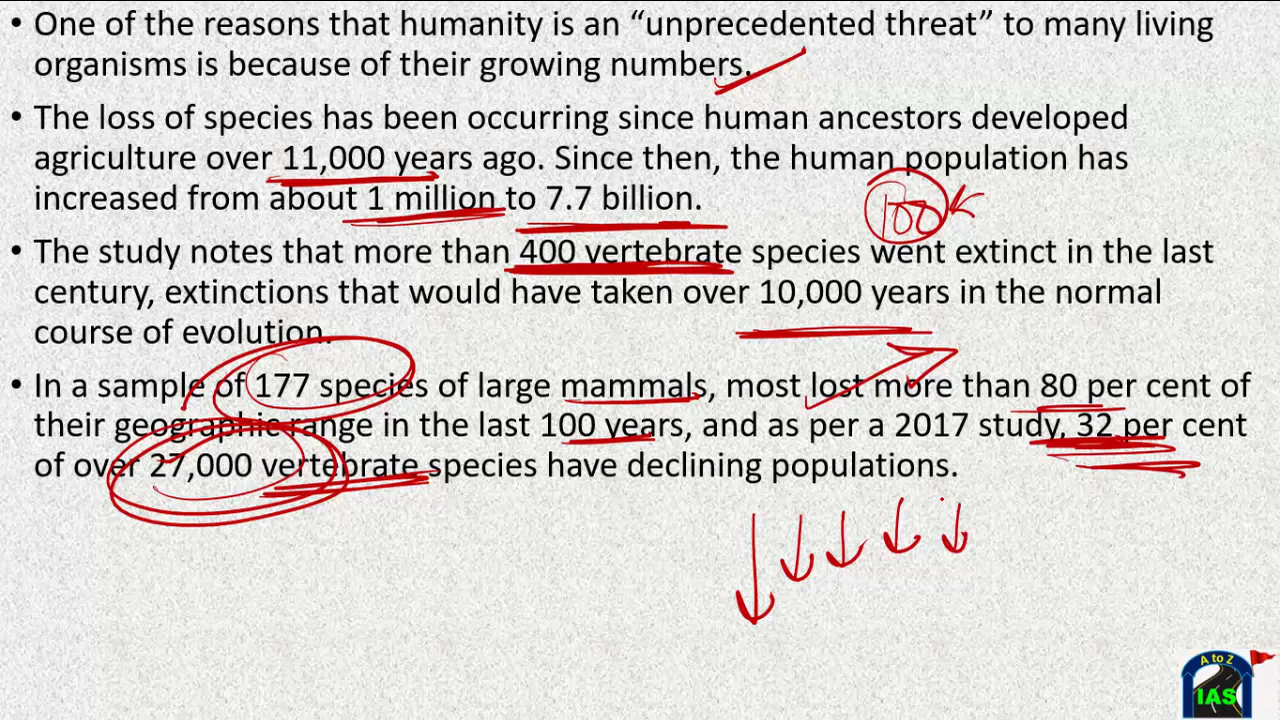 • One of the reasons that humanity is an “unprecedented threat” to many living
organisms is because of their growing numbers.
• The loss of species has been occurring since human ancestors developed
agriculture over 11,000 years ago. Since then, the human population has
increased from about 1 million to 7.7 billion.
100
• The study notes that more than 400 vertebrate species went extinct in the last
century, extinctions that would have taken over 10,000 years in the normal
course of evolution.
• In a sample of 177 species of large mammals, most lost more than 80 per cent of
their geographic range in the last 100 years, and as per a 2017 study, 32 per cent
of over 27,000 vertebrate species have declining populations.
A to Z
IAS